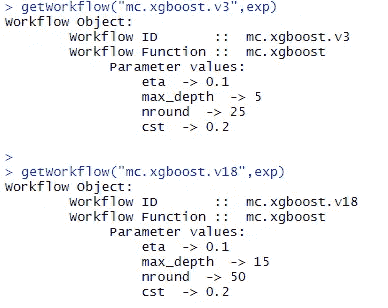 > getWorkflow("mc.xgboost.v3",exp)
Workflow Object:
Workflow ID :: mc.xgboost.v3
Workflow Function :: mc.xgboost
Parameter values:
eta -> 0.1
max_depth -> 5
nround -> 25
cst -> 0.2
>
> getWorkflow("mc.xgboost.v18",exp)
Workflow Object:
Workflow ID :: mc.xgboost.v18
Workflow Function :: mc.xgboost
Parameter values:
eta -> 0.1
max_depth -> 15
nround -> 50
cst -> 0.2